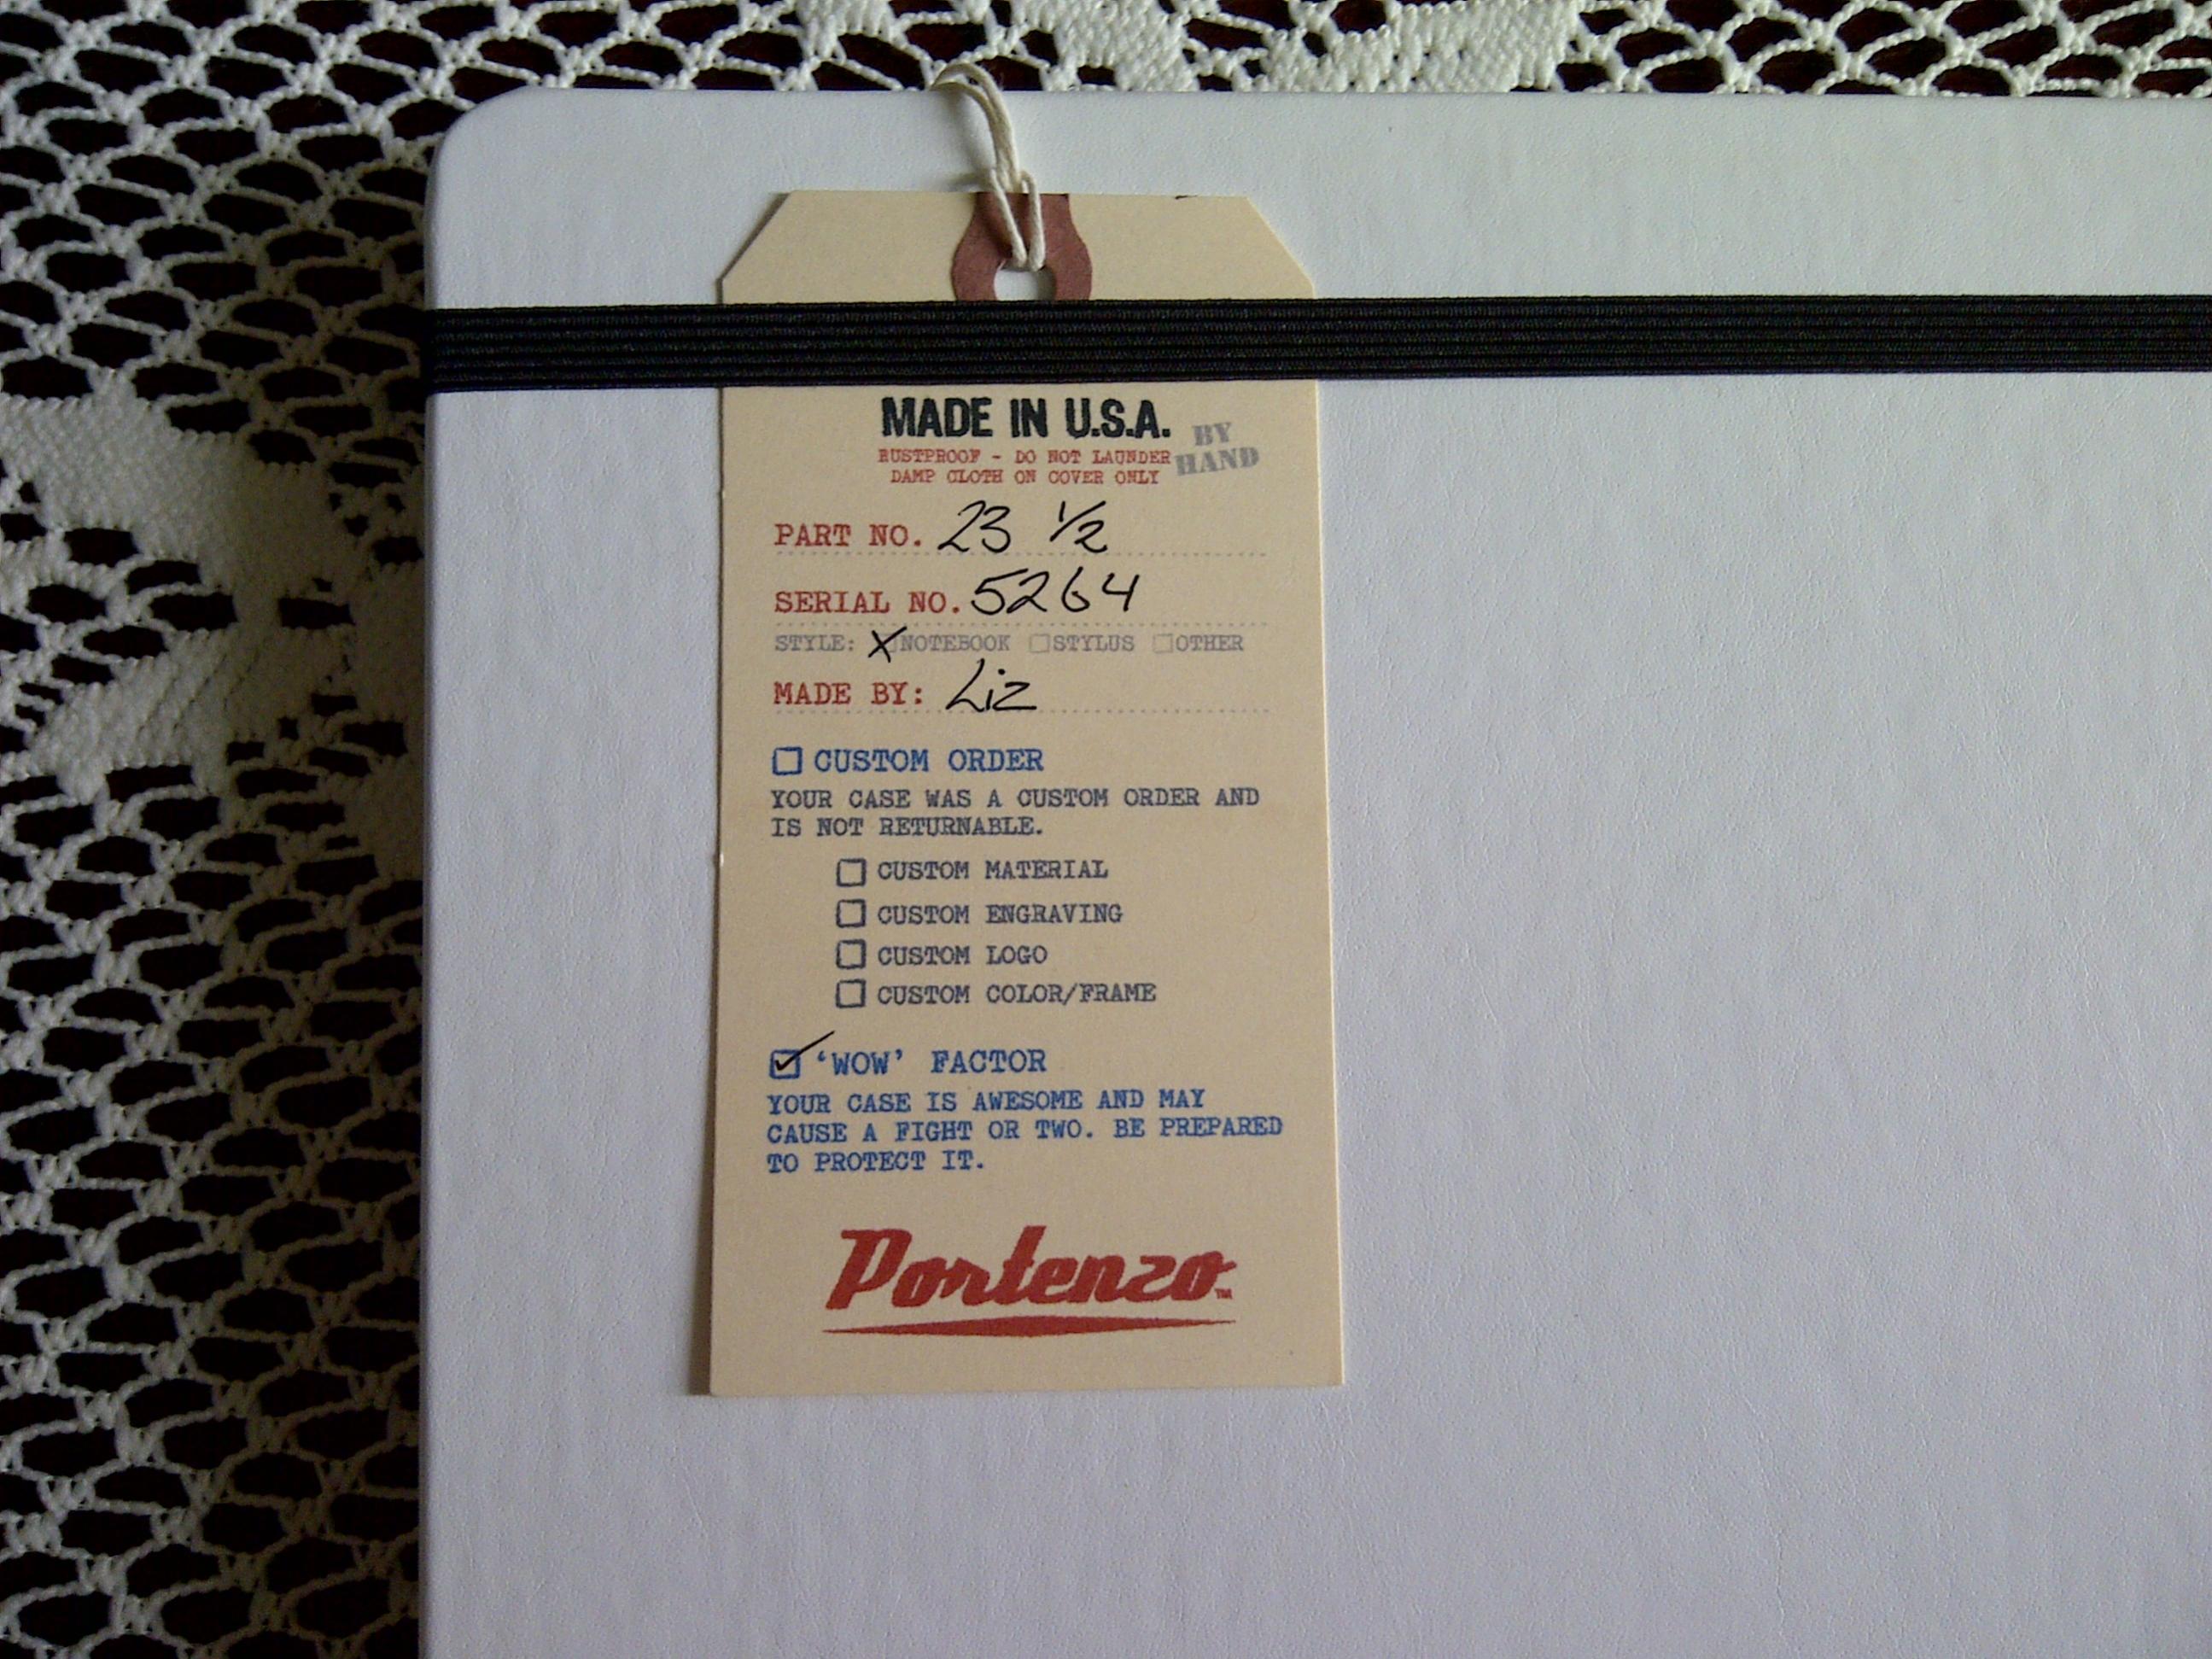 MADE IN U.S.A.
BY
HAND
RUSTPROOF - DO NOT LAUNDER
DAMP CLOTH ON COVER ONLY
PART NO. 23 1/2
SERIAL NO. 5264
STYLE: X NOTEBOOK ☐ STYLUS ☐ OTHER
MADE BY: Liz
☐ CUSTOM ORDER
YOUR CASE WAS A CUSTOM ORDER AND
IS NOT RETURNABLE.
☐ CUSTOM MATERIAL
☐ CUSTOM ENGRAVING
☐ CUSTOM LOGO
☐ CUSTOM COLOR/FRAME
☑ 'WOW' FACTOR
YOUR CASE IS AWESOME AND MAY
CAUSE A FIGHT OR TWO. BE PREPARED
TO PROTECT IT.
Portenzo™